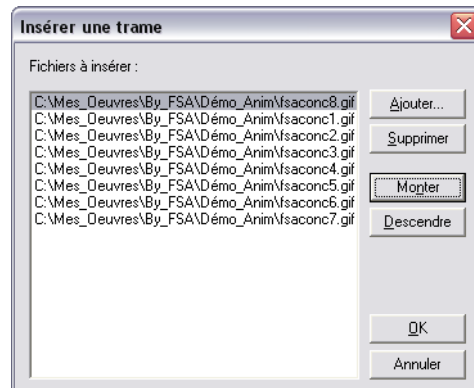 Insérer une trame
Fichiers à insérer :
C:\Mes_Oeuvres\By_FSA\Démo_Anim\fsaconc8.gif
C:\Mes_Oeuvres\By_FSA\Démo_Anim\fsaconc1.gif
C:\Mes_Oeuvres\By_FSA\Démo_Anim\fsaconc2.gif
C:\Mes_Oeuvres\By_FSA\Démo_Anim\fsaconc3.gif
C:\Mes_Oeuvres\By_FSA\Démo_Anim\fsaconc4.gif
C:\Mes_Oeuvres\By_FSA\Démo_Anim\fsaconc5.gif
C:\Mes_Oeuvres\By_FSA\Démo_Anim\fsaconc6.gif
C:\Mes_Oeuvres\By_FSA\Démo_Anim\fsaconc7.gif
Ajouter...
Supprimer
Monter
Descendre
OK
Annuler